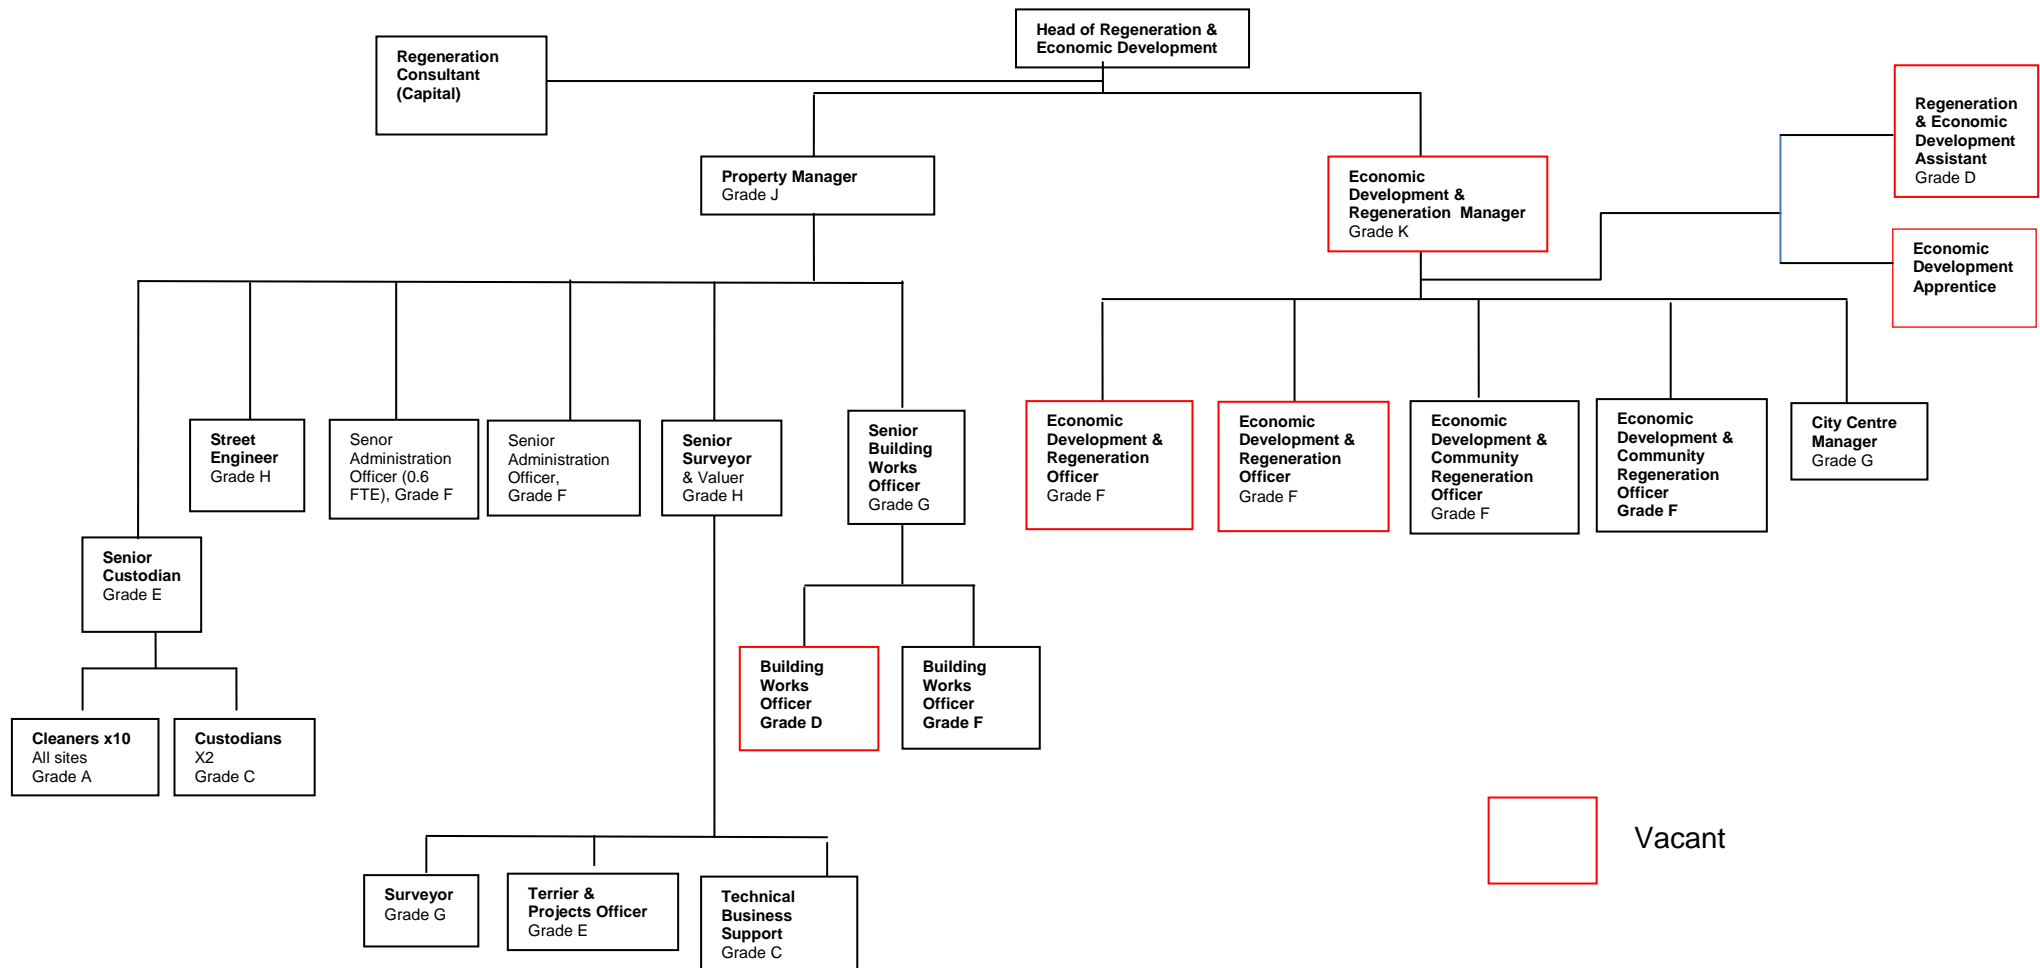 Head of Regeneration &
Economic Development
Regeneration
Consultant
(Capital)
Regeneration
& Economic
Development
Assistant
Grade D
Property Manager
Grade J
Economic
Development &
Regeneration Manager
Grade K
Economic
Development
Apprentice
Street
Engineer
Grade H
Senor
Administration
Officer (0.6
FTE), Grade F
Senior
Administration
Officer,
Grade F
Senior
Surveyor
& Valuer
Grade H
Senior
Building
Works
Officer
Grade G
Economic
Development &
Regeneration
Officer
Grade F
Economic
Development &
Regeneration
Officer
Grade F
Economic
Development &
Community
Regeneration
Officer
Grade F
Economic
Development &
Community
Regeneration
Officer
Grade F
City Centre
Manager
Grade G
Senior
Custodian
Grade E
Building
Works
Officer
Grade D
Building
Works
Officer
Grade F
Cleaners x10
All sites
Grade A
Custodians
X2
Grade C
Vacant
Surveyor
Grade G
Terrier &
Projects Officer
Grade E
Technical
Business
Support
Grade C